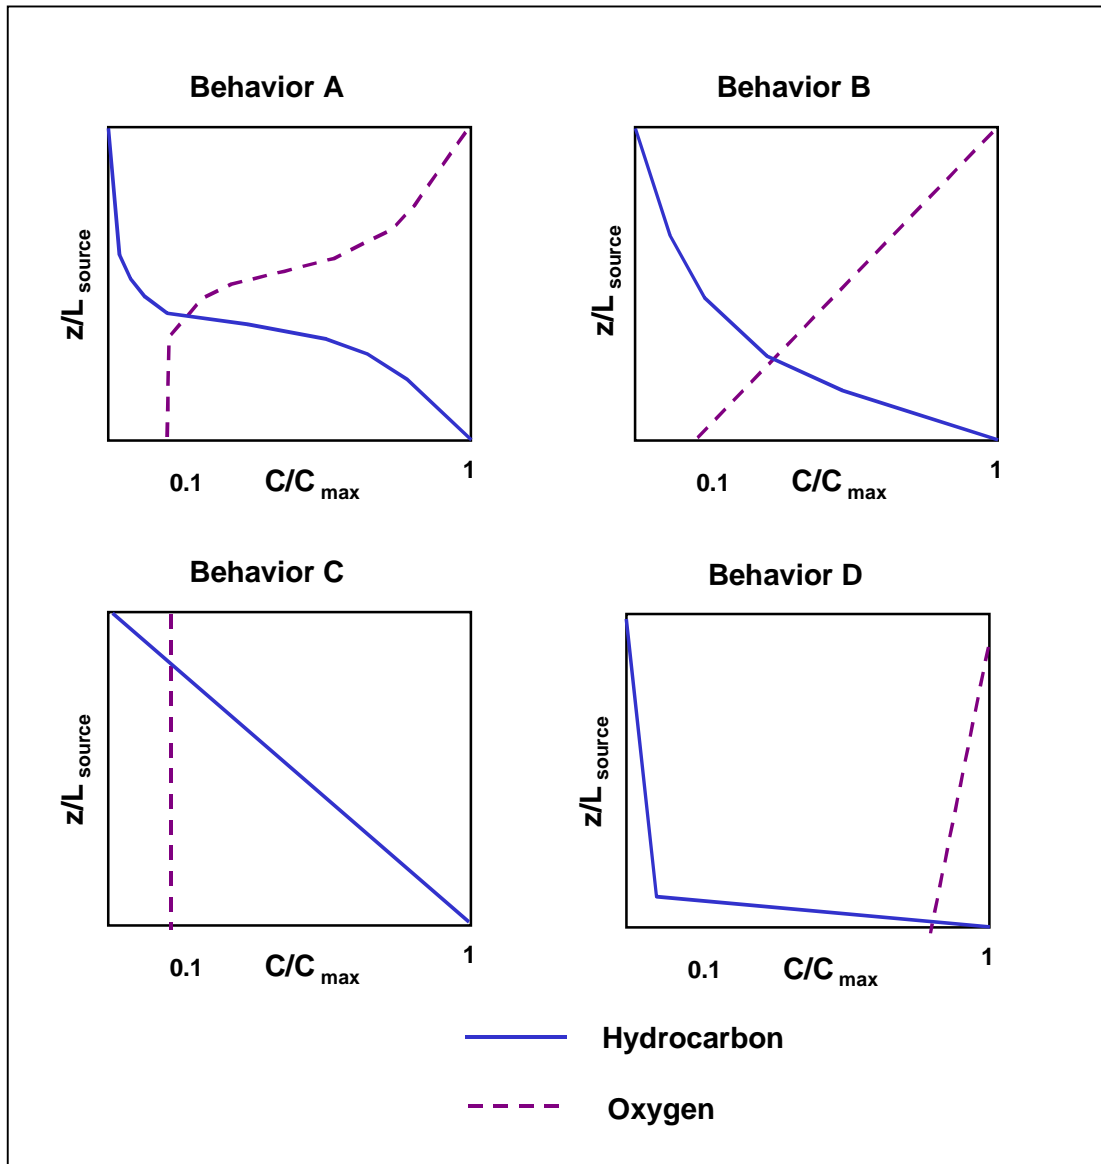 Behavior A
z/L source
0.1 C/C max 1
Behavior B
z/L source
0.1 C/C max 1
Behavior C
z/L source
0.1 C/C max 1
Behavior D
z/L source
0.1 C/C max 1
Hydrocarbon
Oxygen